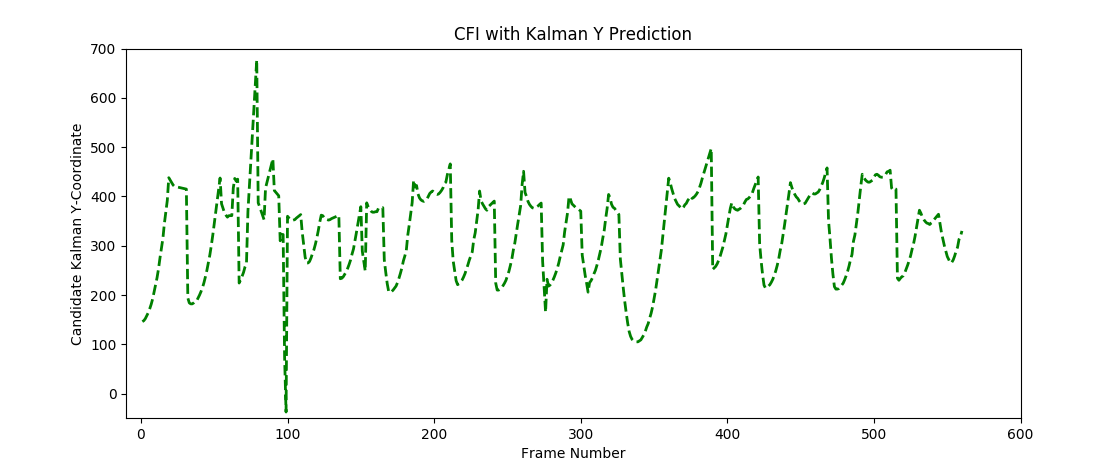 CFI with Kalman Y Prediction
700
600
500
400
300
200
100
0
Candidate Kalman Y-Coordinate
0 100 200 300 400 500 600
Frame Number